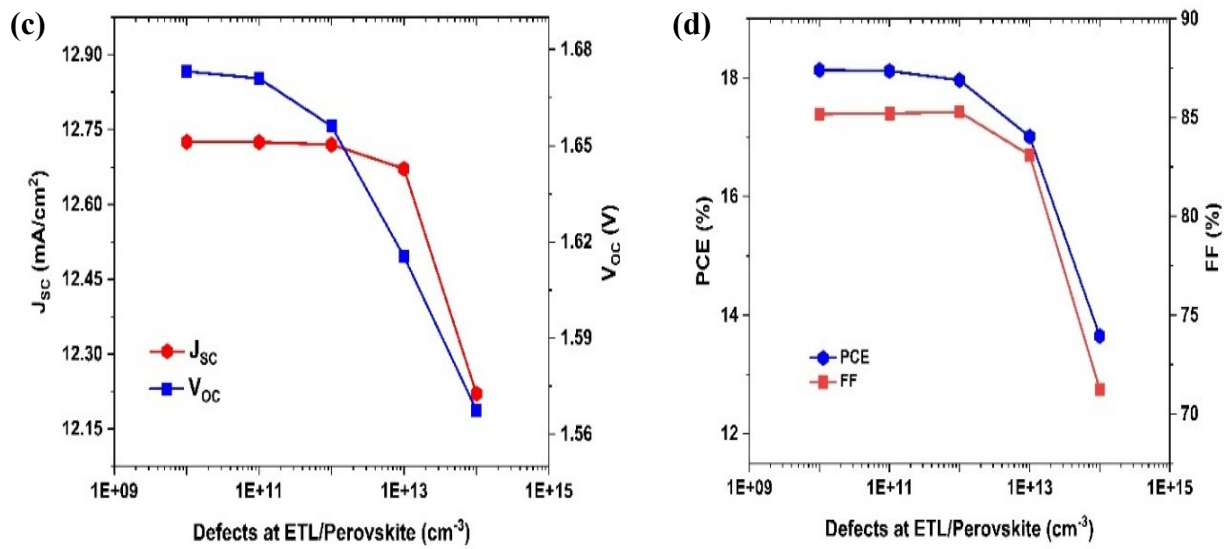 (c)
12.90
12.75
12.60
12.45
12.30
12.15
J_SC (mA/cm²)
1.68
1.65
1.62
1.59
1.56
V_OC (V)
J_SC
V_OC
1E+09 1E+11 1E+13 1E+15
Defects at ETL/Perovskite (cm⁻³)
(d)
18
16
14
12
PCE (%)
90
85
80
75
70
FF (%)
PCE
FF
1E+09 1E+11 1E+13 1E+15
Defects at ETL/Perovskite (cm⁻³)